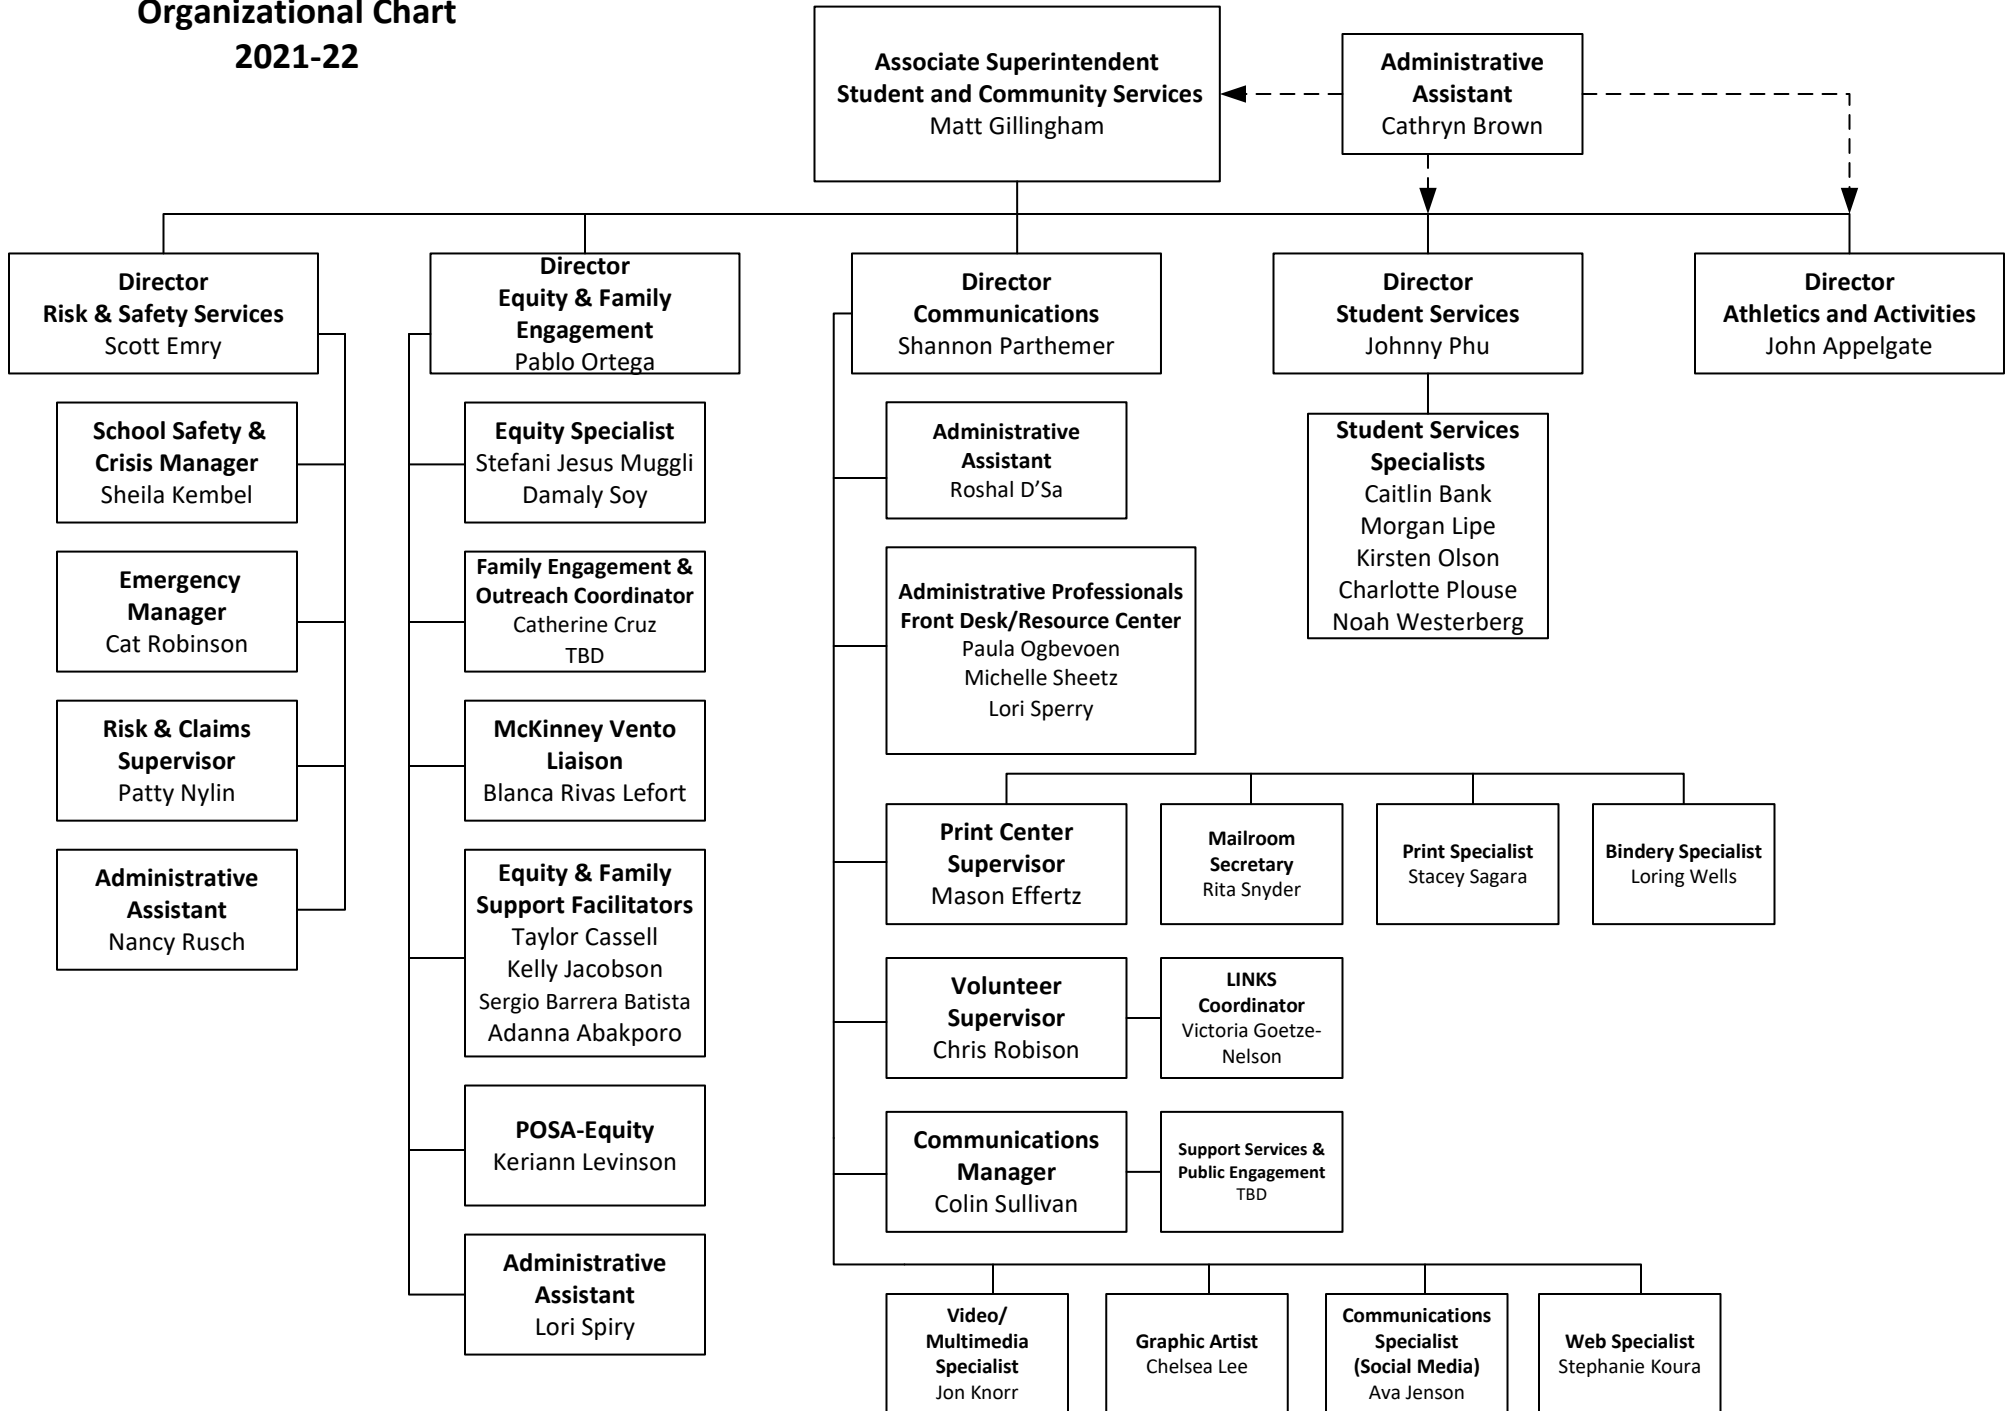 Organizational Chart
2021-22
Associate Superintendent
Student and Community Services
Matt Gillingham
Administrative
Assistant
Cathryn Brown
Director
Risk & Safety Services
Scott Emry
Director
Equity & Family
Engagement
Pablo Ortega
Director
Communications
Shannon Parthemer
Director
Student Services
Johnny Phu
Director
Athletics and Activities
John Appelgate
School Safety &
Crisis Manager
Sheila Kembel
Emergency
Manager
Cat Robinson
Risk & Claims
Supervisor
Patty Nylin
Administrative
Assistant
Nancy Rusch
Equity Specialist
Stefani Jesus Muggli
Damaly Soy
Family Engagement &
Outreach Coordinator
Catherine Cruz
TBD
McKinney Vento
Liaison
Blanca Rivas Lefort
Equity & Family
Support Facilitators
Taylor Cassell
Kelly Jacobson
Sergio Barrera Batista
Adanna Abakporo
POSA-Equity
Keriann Levinson
Administrative
Assistant
Lori Spiry
Administrative
Assistant
Roshal D’Sa
Administrative Professionals
Front Desk/Resource Center
Paula Ogbevoen
Michelle Sheetz
Lori Sperry
Print Center
Supervisor
Mason Effertz
Mailroom
Secretary
Rita Snyder
Print Specialist
Stacey Sagara
Bindery Specialist
Loring Wells
Volunteer
Supervisor
Chris Robison
LINKS
Coordinator
Victoria Goetze-
Nelson
Communications
Manager
Colin Sullivan
Support Services &
Public Engagement
TBD
Video/
Multimedia
Specialist
Jon Knorr
Graphic Artist
Chelsea Lee
Communications
Specialist
(Social Media)
Ava Jenson
Web Specialist
Stephanie Koura
Student Services
Specialists
Caitlin Bank
Morgan Lipe
Kirsten Olson
Charlotte Plouse
Noah Westerberg